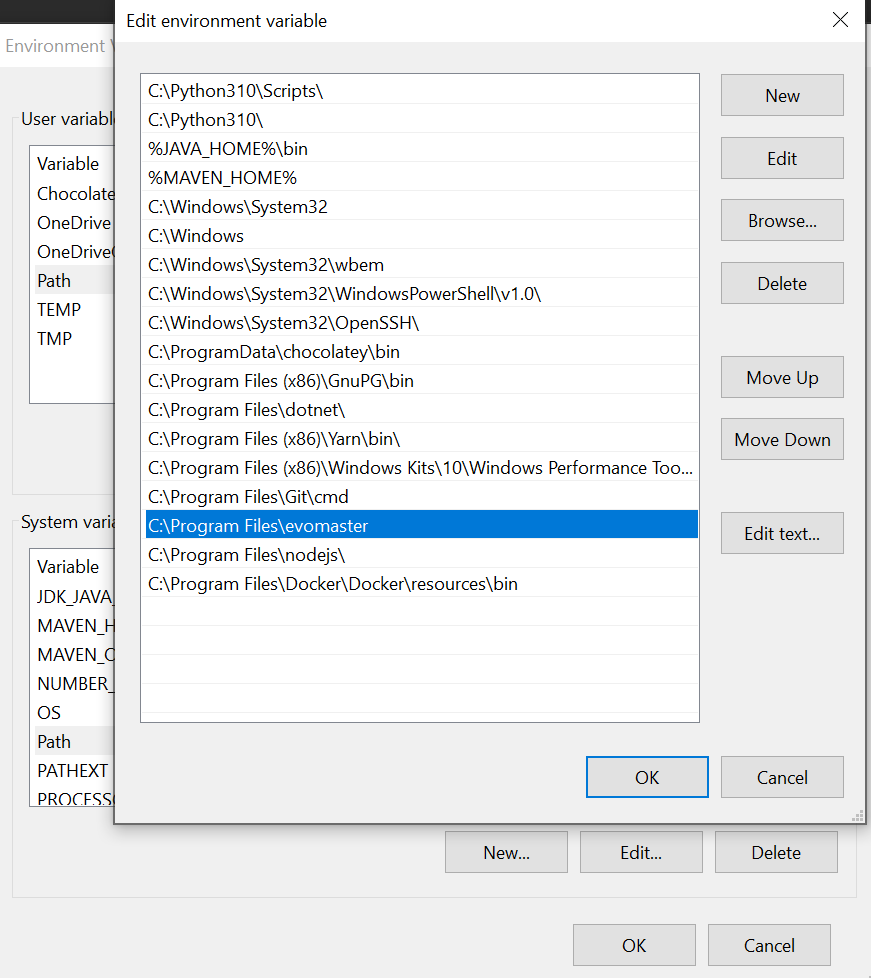 Edit environment variable
Environment
User variabl
Variable
Chocolate
OneDrive
OneDrive
Path
TEMP
TMP
System varia
Variable
JDK_JAVA_
MAVEN_H
MAVEN_O
NUMBER_
OS
Path
PATHEXT
PROCESSO
C:\Python310\Scripts\
C:\Python310\
%JAVA_HOME%\bin
%MAVEN_HOME%
C:\Windows\System32
C:\Windows
C:\Windows\System32\wbem
C:\Windows\System32\WindowsPowerShell\v1.0\
C:\Windows\System32\OpenSSH\
C:\ProgramData\chocolatey\bin
C:\Program Files (x86)\GnuPG\bin
C:\Program Files\dotnet\
C:\Program Files (x86)\Yarn\bin\
C:\Program Files (x86)\Windows Kits\10\Windows Performance Too...
C:\Program Files\Git\cmd
C:\Program Files\evomaster
C:\Program Files\nodejs\
C:\Program Files\Docker\Docker\resources\bin
New
Edit
Browse...
Delete
Move Up
Move Down
Edit text...
OK
Cancel
New...
Edit...
Delete
OK
Cancel